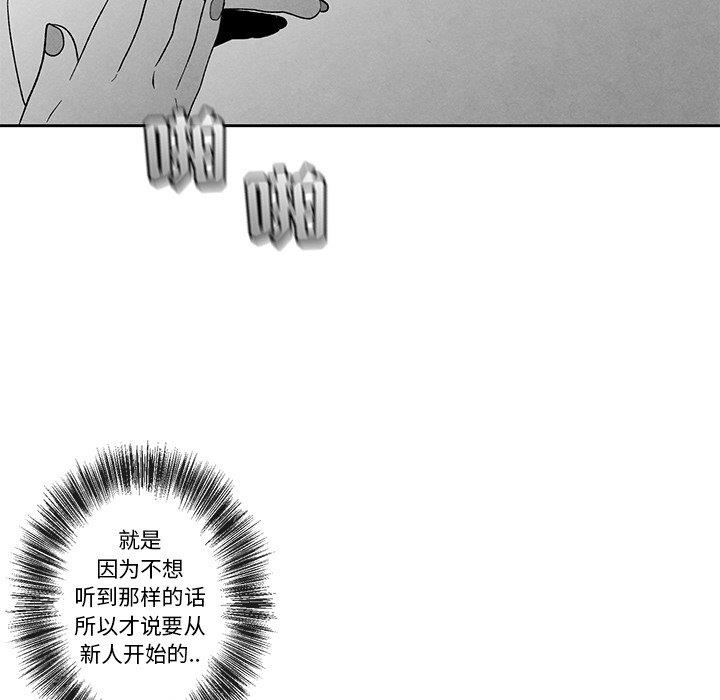 啪
啪
就是
因为不想
听到那样的话
所以才说要从
新人开始的..